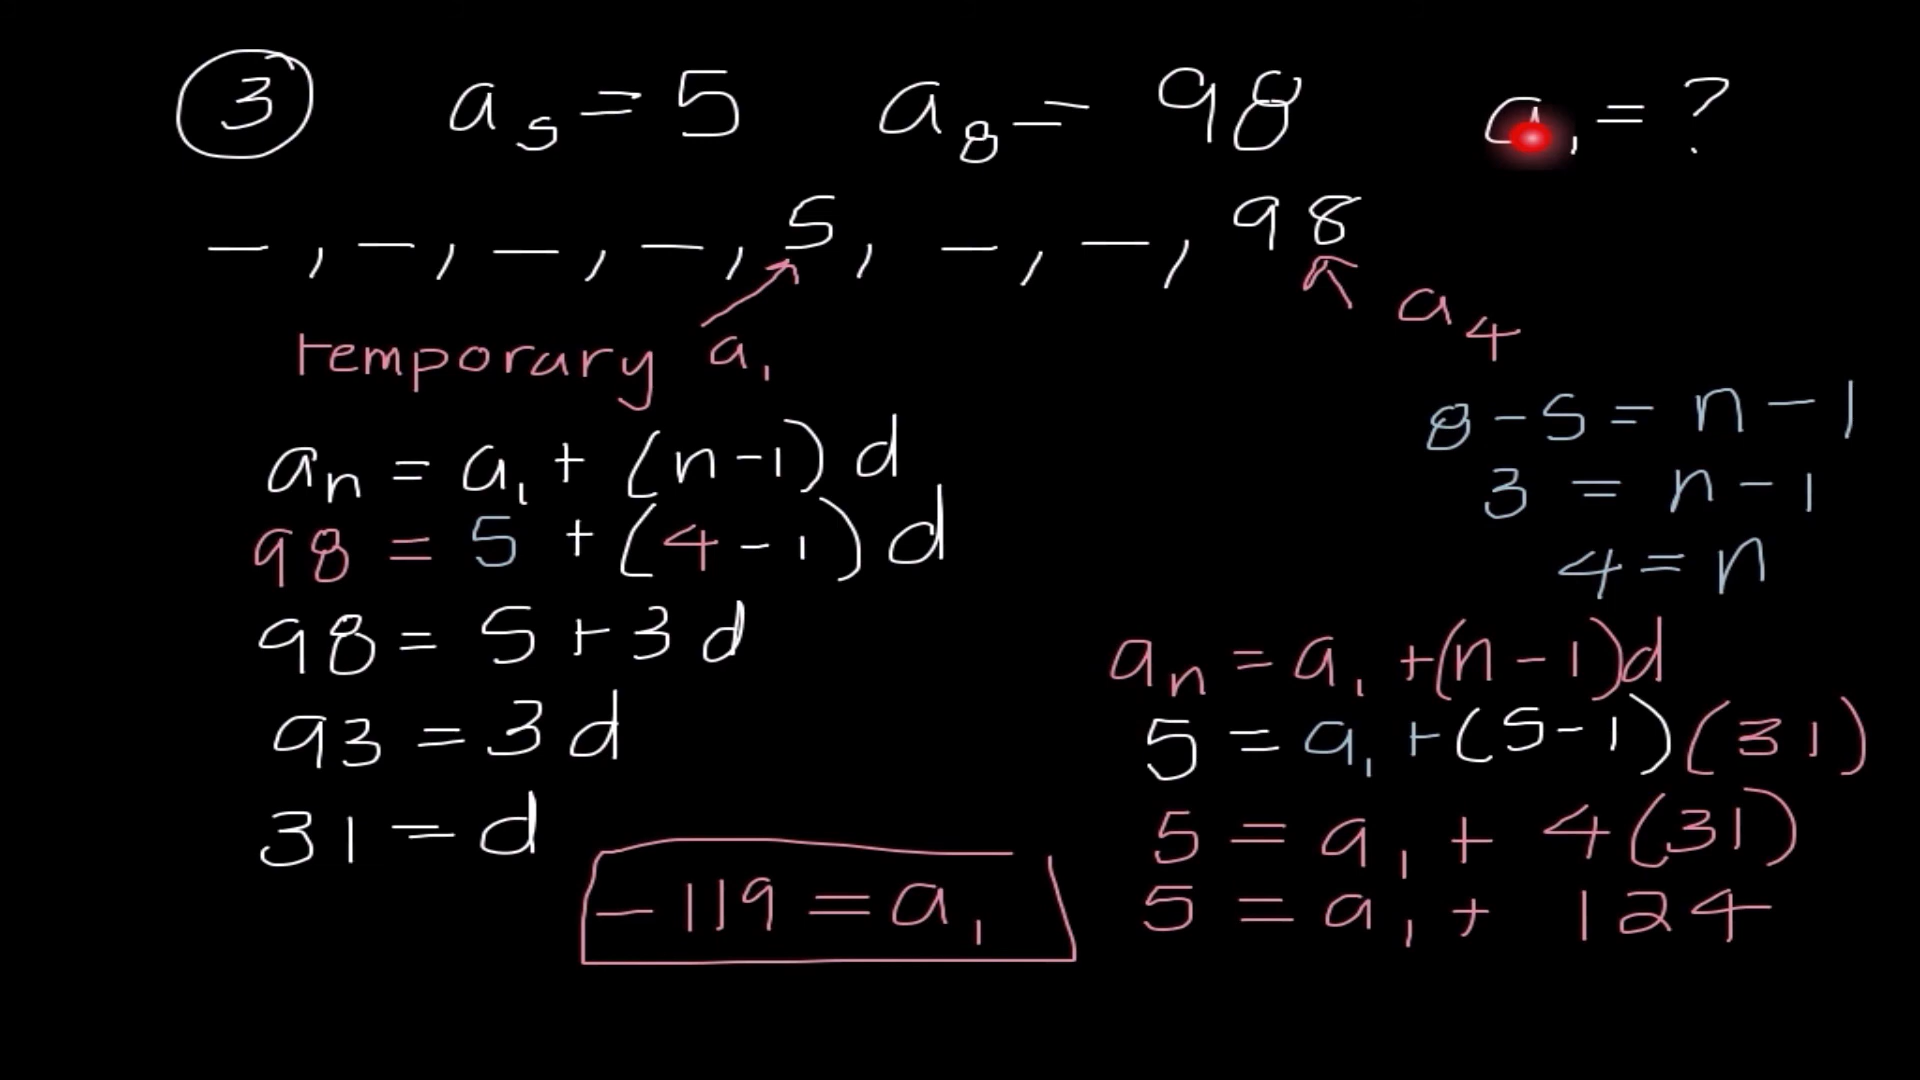 3 a₅ = 5 a₈ = 98 a₁ = ?
_ , _ , _ , _ , 5 , _ , _ , 98
temporary a₁ a₄
8 - 5 = n - 1
3 = n - 1
4 = n
aₙ = a₁ + (n-1) d
98 = 5 + (4-1) d
98 = 5 + 3d
93 = 3d
31 = d
aₙ = a₁ + (n-1)d
5 = a₁ + (5-1) (31)
5 = a₁ + 4(31)
5 = a₁ + 124
-119 = a₁